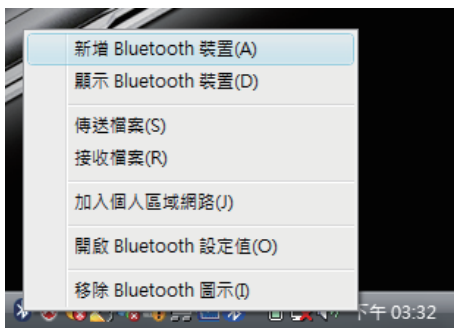 新增 Bluetooth 裝置(A)
顯示 Bluetooth 裝置(D)
傳送檔案(S)
接收檔案(R)
加入個人區域網路(J)
開啟 Bluetooth 設定值(O)
移除 Bluetooth 圖示(I)
下午 03:32